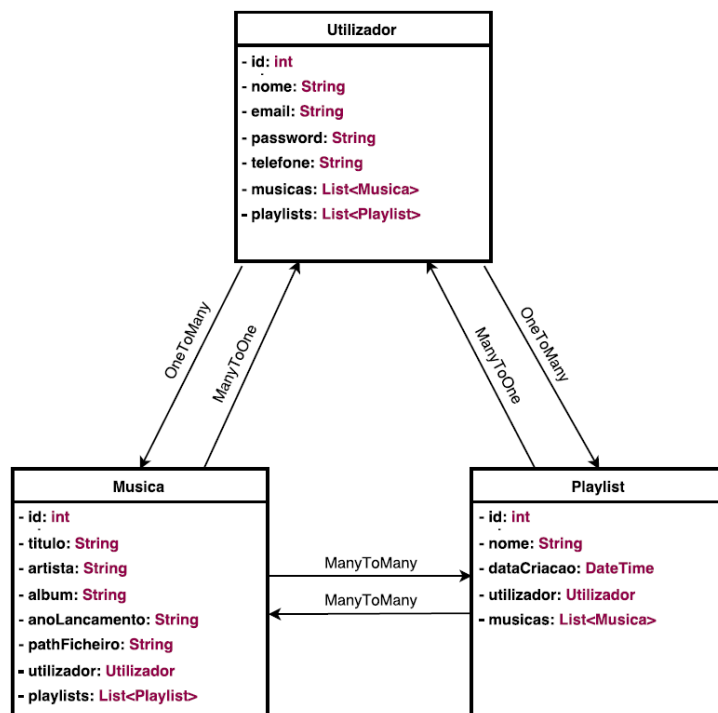 Utilizador
- id: int
- nome: String
- email: String
- password: String
- telefone: String
- musicas: List<Musica>
- playlists: List<Playlist>
OneToMany
ManyToOne
ManyToOne
OneToMany
Musica
- id: int
- titulo: String
- artista: String
- album: String
- anoLancamento: String
- pathFicheiro: String
- utilizador: Utilizador
- playlists: List<Playlist>
ManyToMany
ManyToMany
Playlist
- id: int
- nome: String
- dataCriacao: DateTime
- utilizador: Utilizador
- musicas: List<Musica>